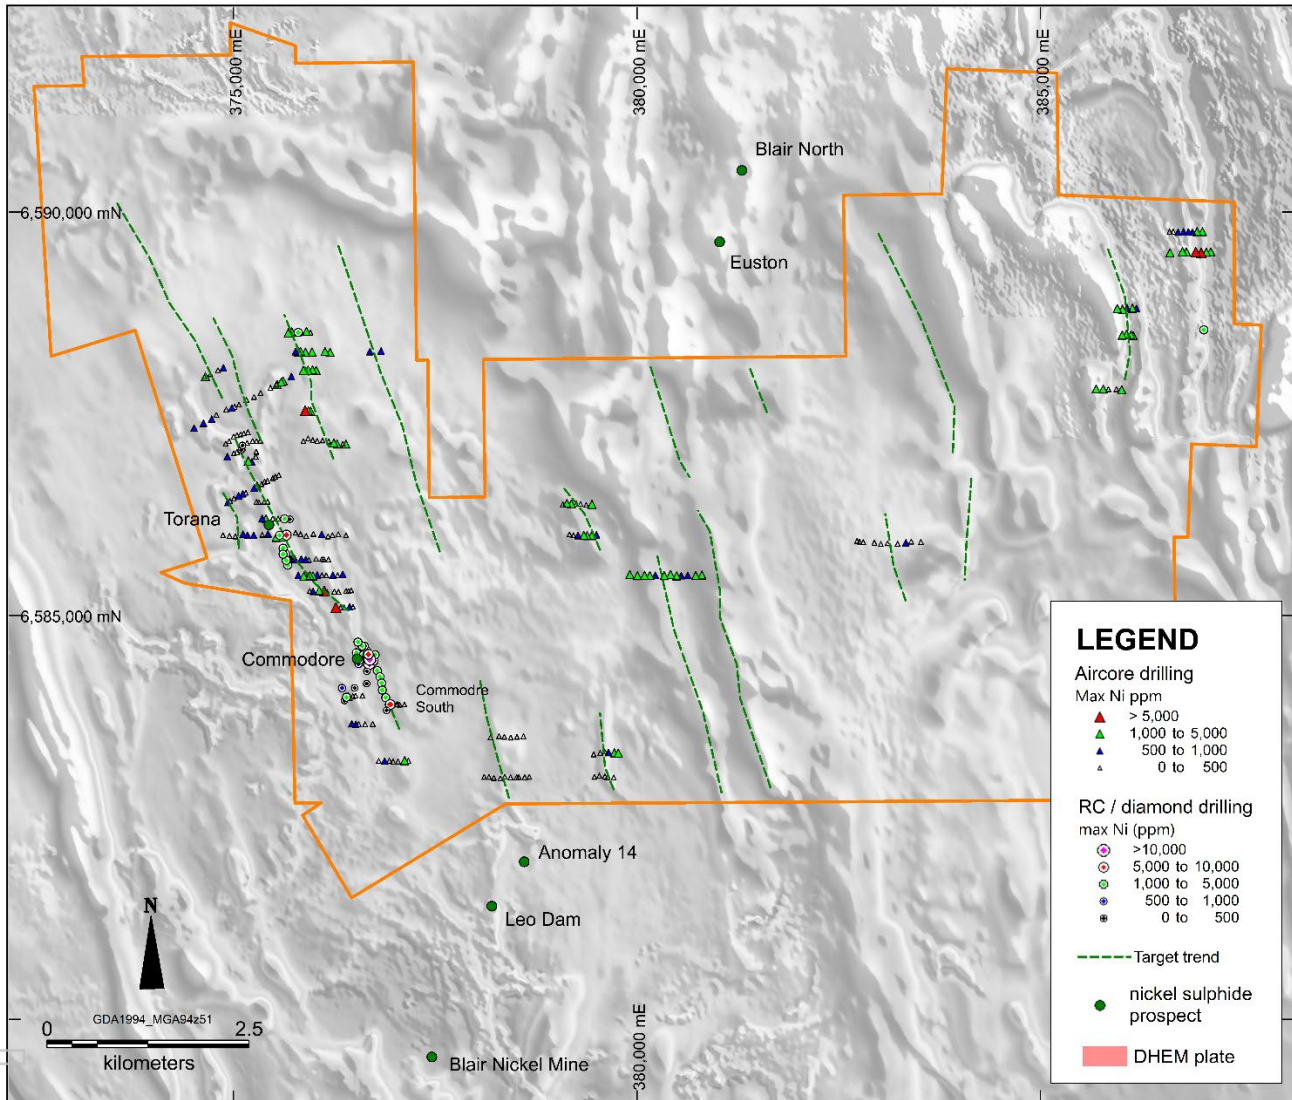 375,000 mE
380,000 mE
385,000 mE
Blair North
6,590,000 mN
Euston
Torana
6,585,000 mN
Commodore
Commodre
South
Anomaly 14
Leo Dam
Blair Nickel Mine
380,000 mE
N
GDA1994_MGA94z51
0 2.5
kilometers
LEGEND
Aircore drilling
Max Ni ppm
> 5,000
1,000 to 5,000
500 to 1,000
0 to 500
RC / diamond drilling
max Ni (ppm)
>10,000
5,000 to 10,000
1,000 to 5,000
500 to 1,000
0 to 500
Target trend
nickel sulphide
prospect
DHEM plate